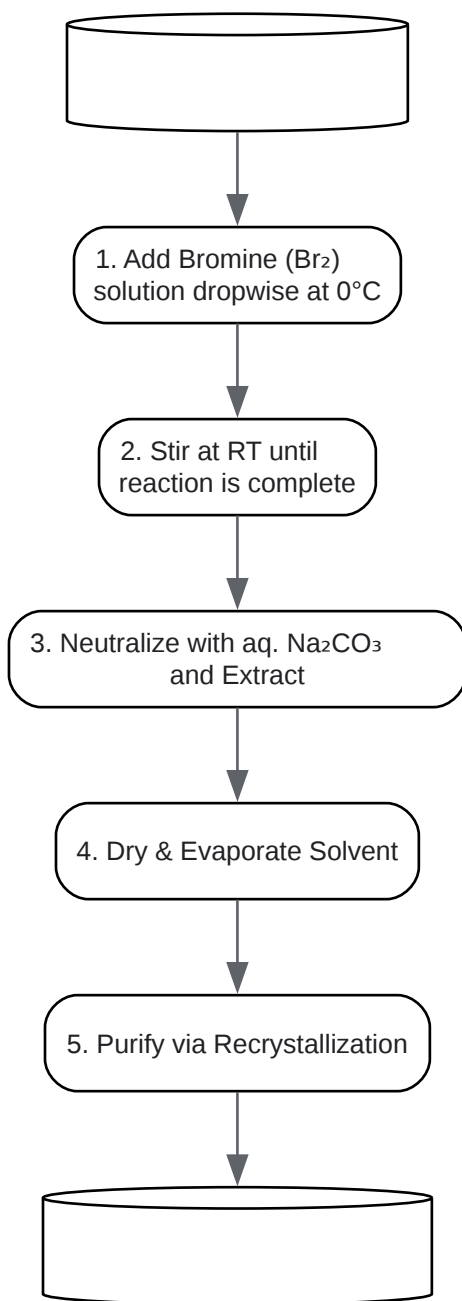 1. Add Bromine (Br₂)
solution dropwise at 0°C
2. Stir at RT until
reaction is complete
3. Neutralize with aq. Na₂CO₃
and Extract
4. Dry & Evaporate Solvent
5. Purify via Recrystallization